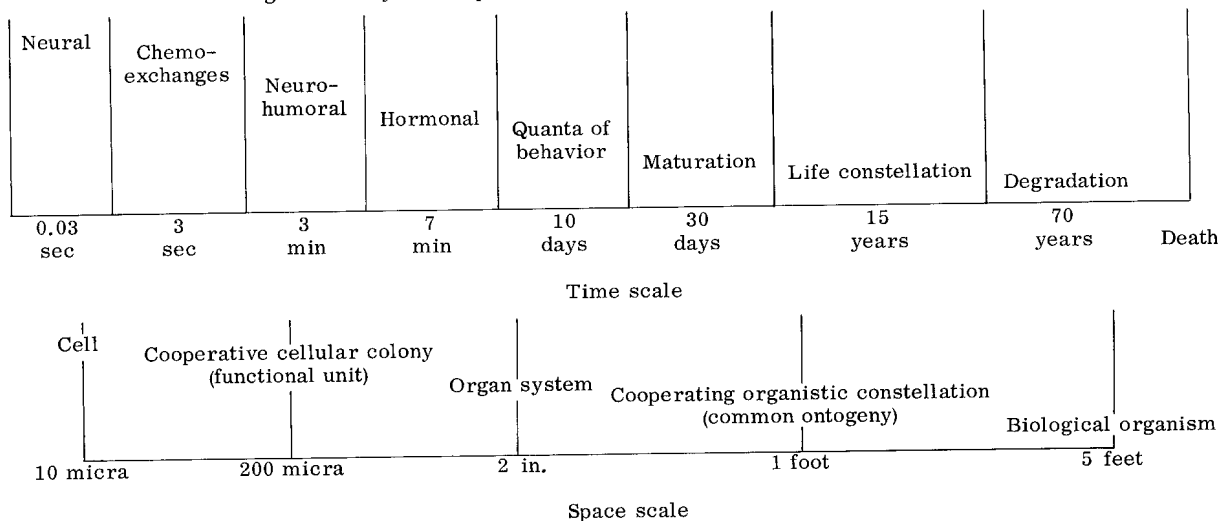 Neural
Chemo-
exchanges
Neuro-
humoral
Hormonal
Quanta of
behavior
Maturation
Life constellation
Degradation
0.03 3 3 7 10 30 15 70
sec sec min min days days years years Death
Time scale
Cell
Cooperative cellular colony
(functional unit)
Organ system
Cooperating organistic constellation
(common ontogeny)
Biological organism
10 micra 200 micra 2 in. 1 foot 5 feet
Space scale